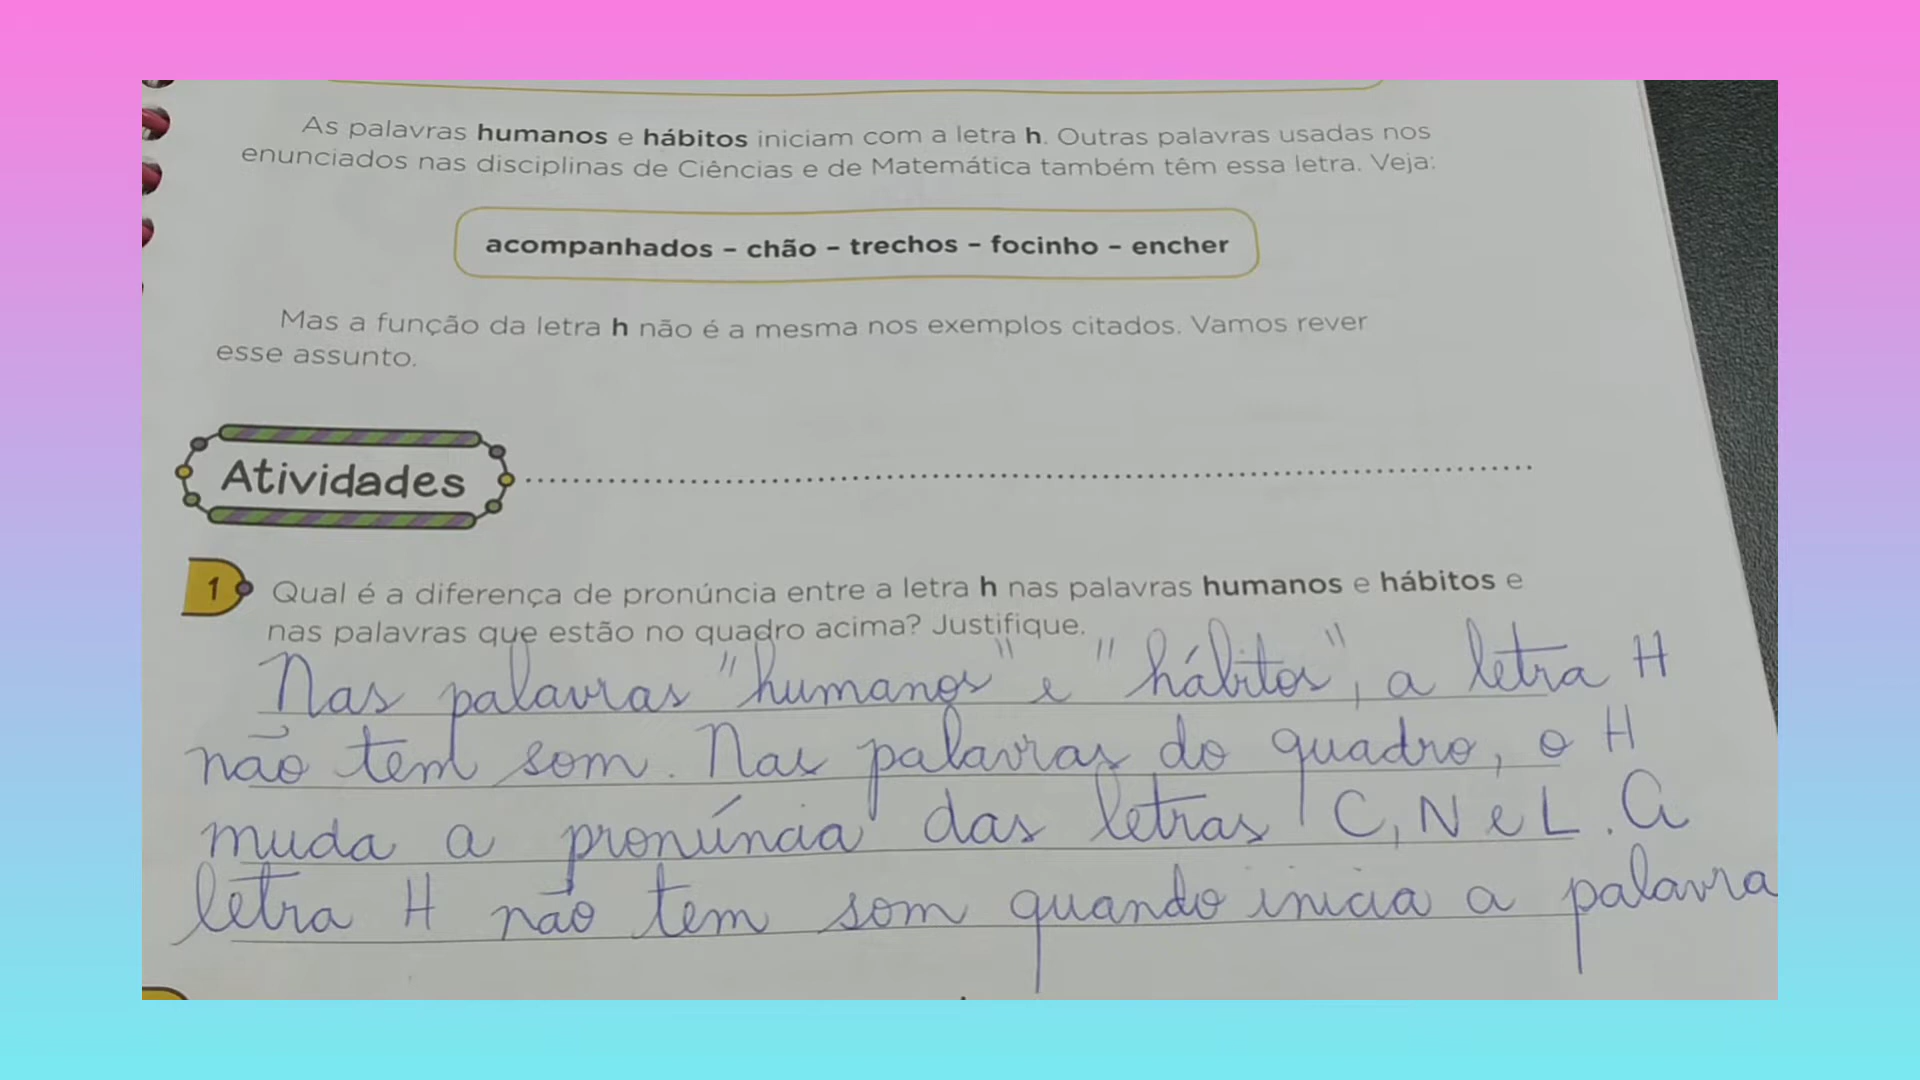 As palavras humanos e hábitos iniciam com a letra h. Outras palavras usadas nos
enunciados nas disciplinas de Ciências e de Matemática também têm essa letra. Veja:
acompanhados – chão – trechos – focinho – encher
Mas a função da letra h não é a mesma nos exemplos citados. Vamos rever
esse assunto.
Atividades
1 Qual é a diferença de pronúncia entre a letra h nas palavras humanos e hábitos e
nas palavras que estão no quadro acima? Justifique.
Nas palavras "humanos" e "hábitos", a letra H
não tem som. Nas palavras do quadro, o H
muda a pronúncia das letras C, N e L. A
letra H não tem som quando inicia a palavra